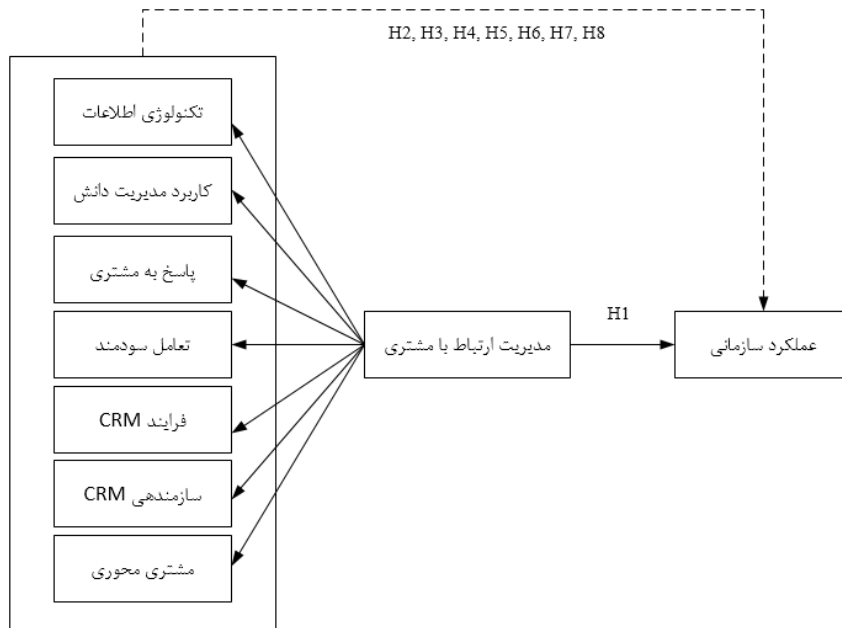 H2, H3, H4, H5, H6, H7, H8
تکنولوژی اطلاعات
کاربرد مدیریت دانش
پاسخ به مشتری
تعامل سودمند
فرایند CRM
سازمندهی CRM
مشتری محوری
مدیریت ارتباط با مشتری
H1
عملکرد سازمانی